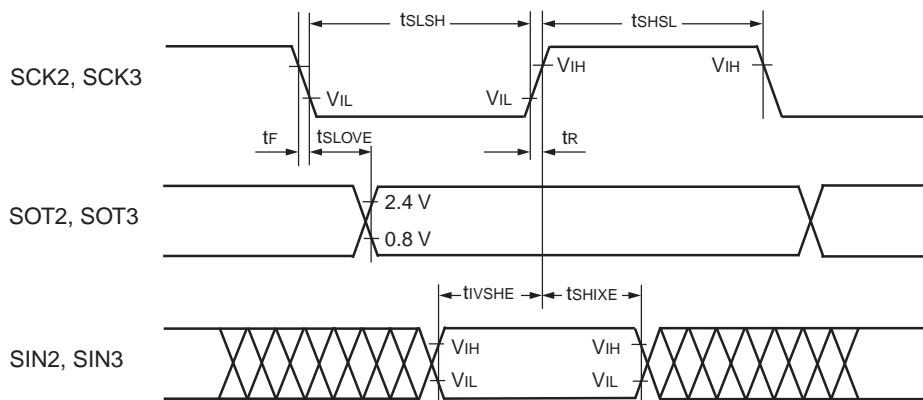 tSLSH tSHSL
SCK2, SCK3
VIH VIH
VIL VIL
tF tSLOVE tR
SOT2, SOT3
2.4 V
0.8 V
tIVSHE tSHIXE
SIN2, SIN3
VIH VIH
VIL VIL